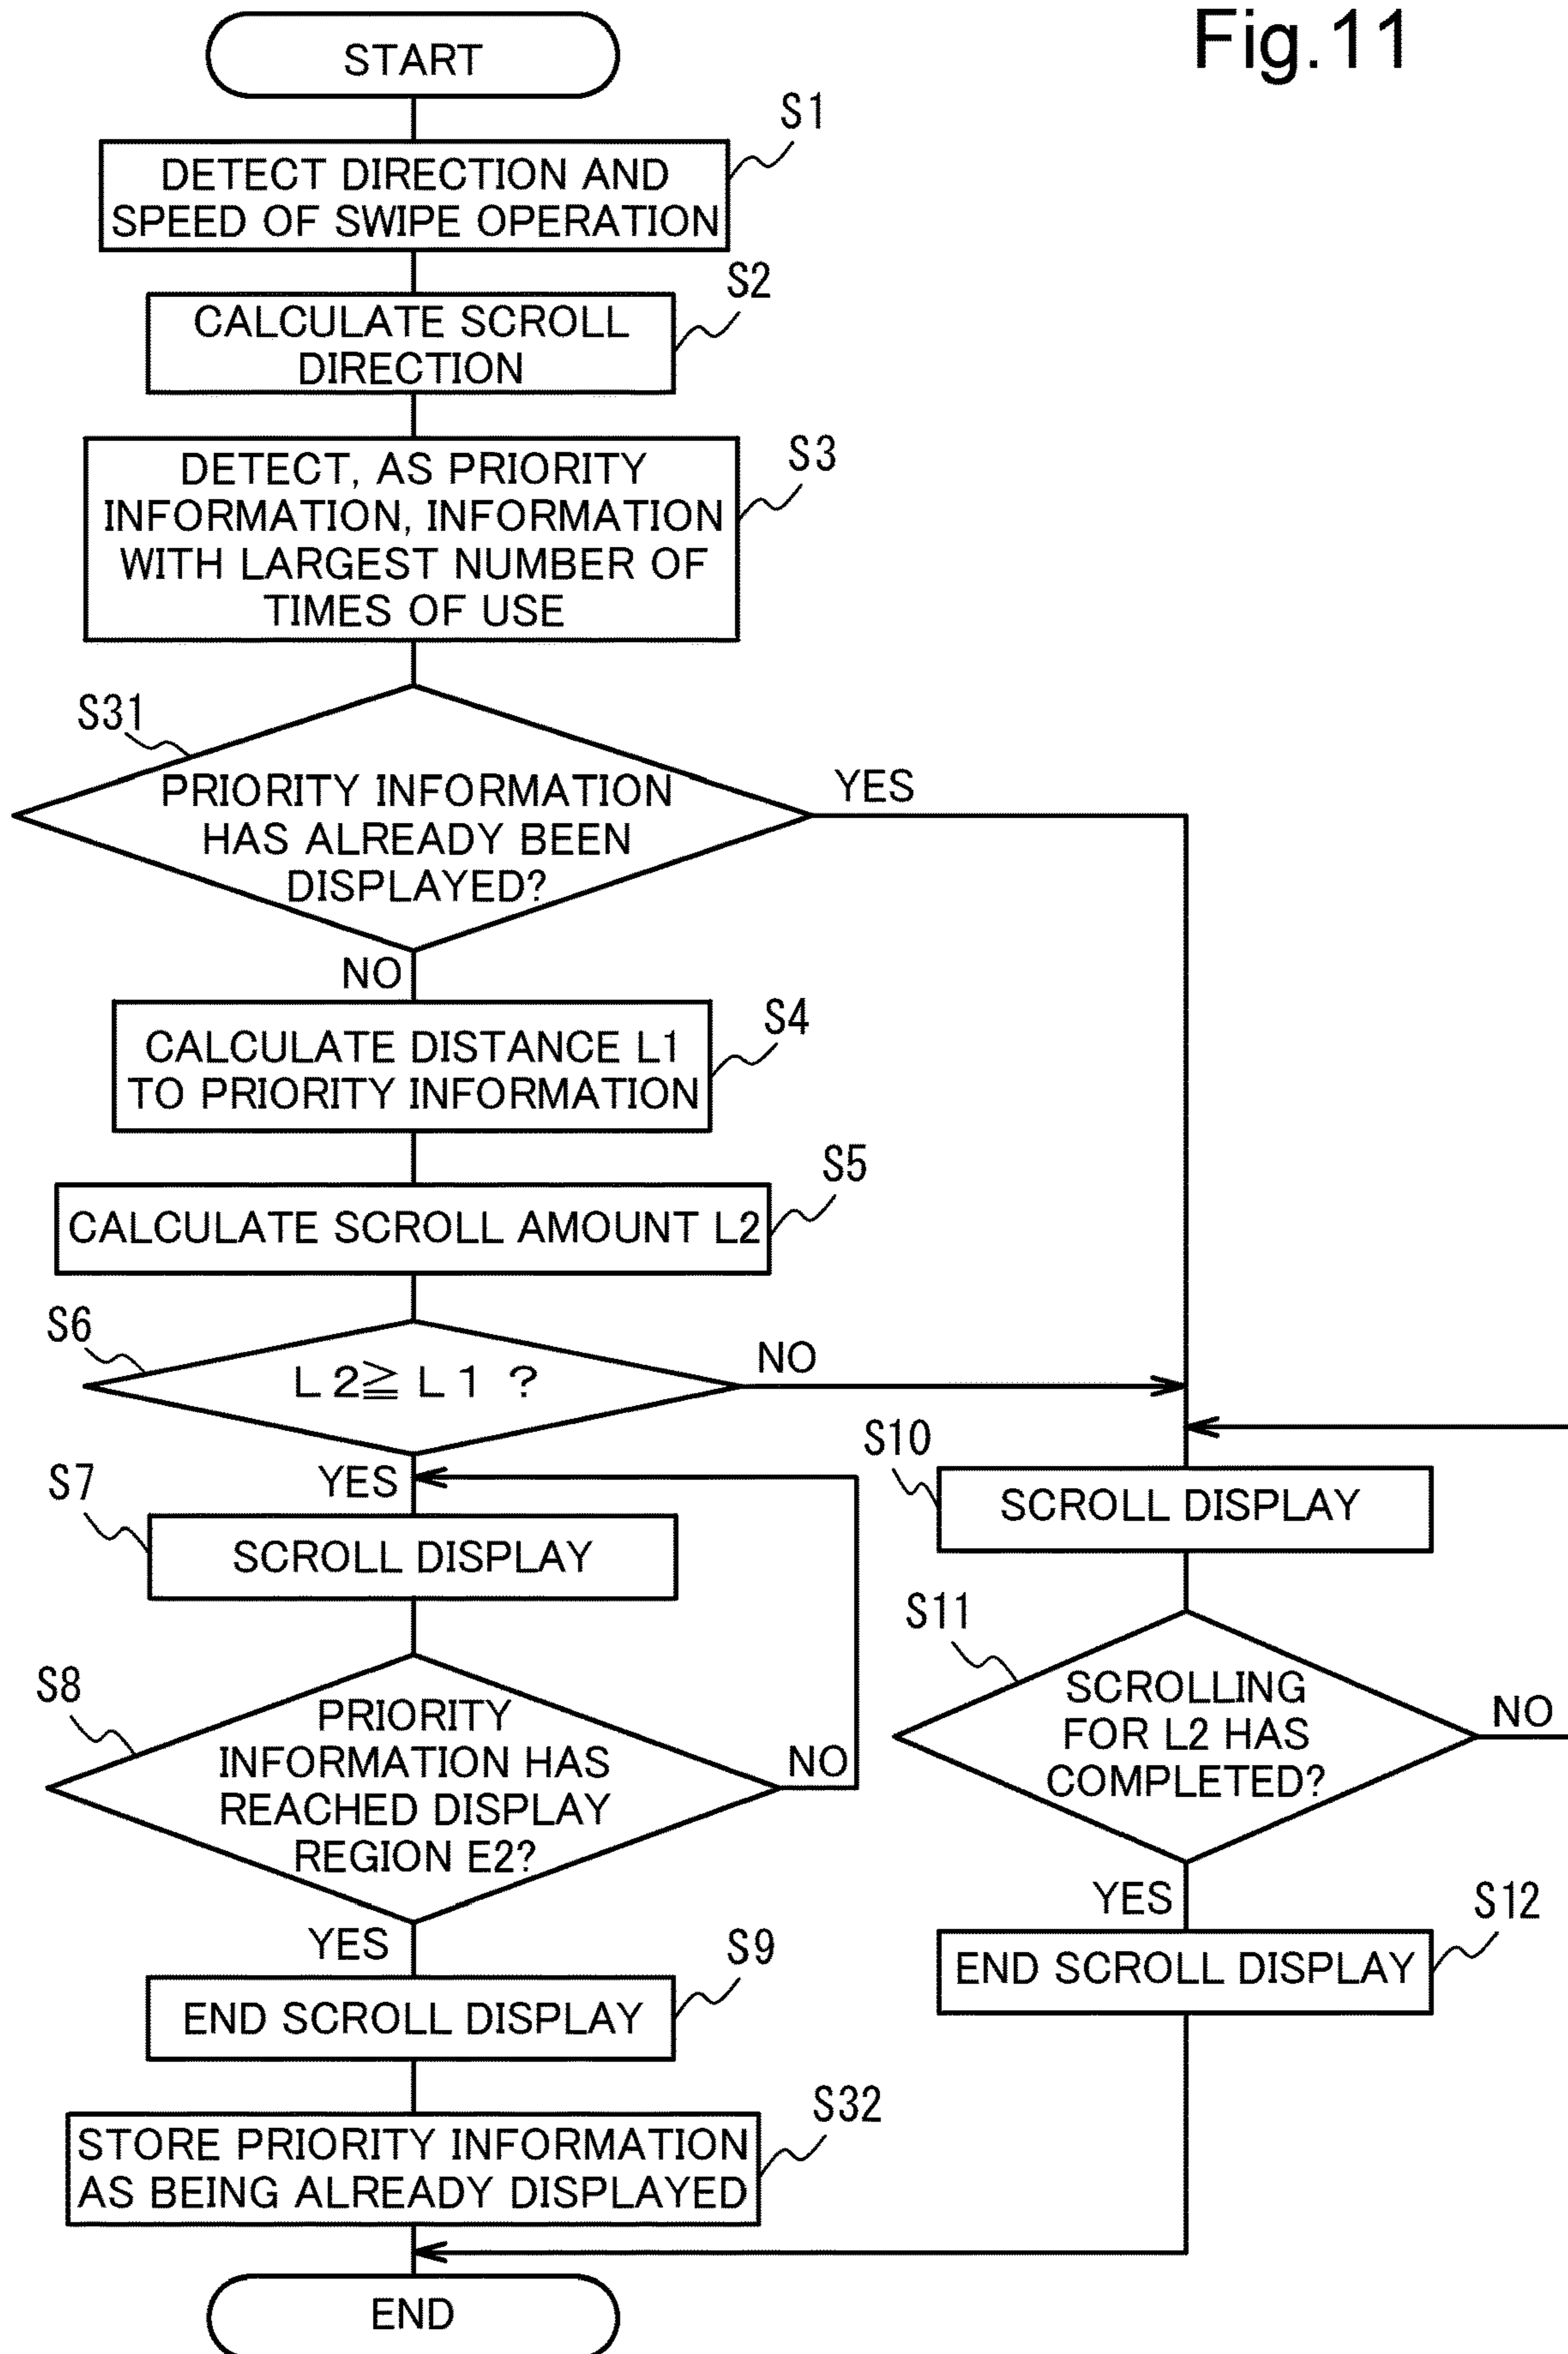 Fig.11
START
S1
DETECT DIRECTION AND
SPEED OF SWIPE OPERATION
S2
CALCULATE SCROLL
DIRECTION
S3
DETECT, AS PRIORITY
INFORMATION, INFORMATION
WITH LARGEST NUMBER OF
TIMES OF USE
S31
PRIORITY INFORMATION
HAS ALREADY BEEN
DISPLAYED?
YES
NO
S4
CALCULATE DISTANCE L1
TO PRIORITY INFORMATION
S5
CALCULATE SCROLL AMOUNT L2
S6
L2≧L1 ?
NO
YES
S7
SCROLL DISPLAY
S8
PRIORITY
INFORMATION HAS
REACHED DISPLAY
REGION E2?
NO
YES
S9
END SCROLL DISPLAY
S32
STORE PRIORITY INFORMATION
AS BEING ALREADY DISPLAYED
S10
SCROLL DISPLAY
S11
SCROLLING
FOR L2 HAS
COMPLETED?
NO
YES
S12
END SCROLL DISPLAY
END